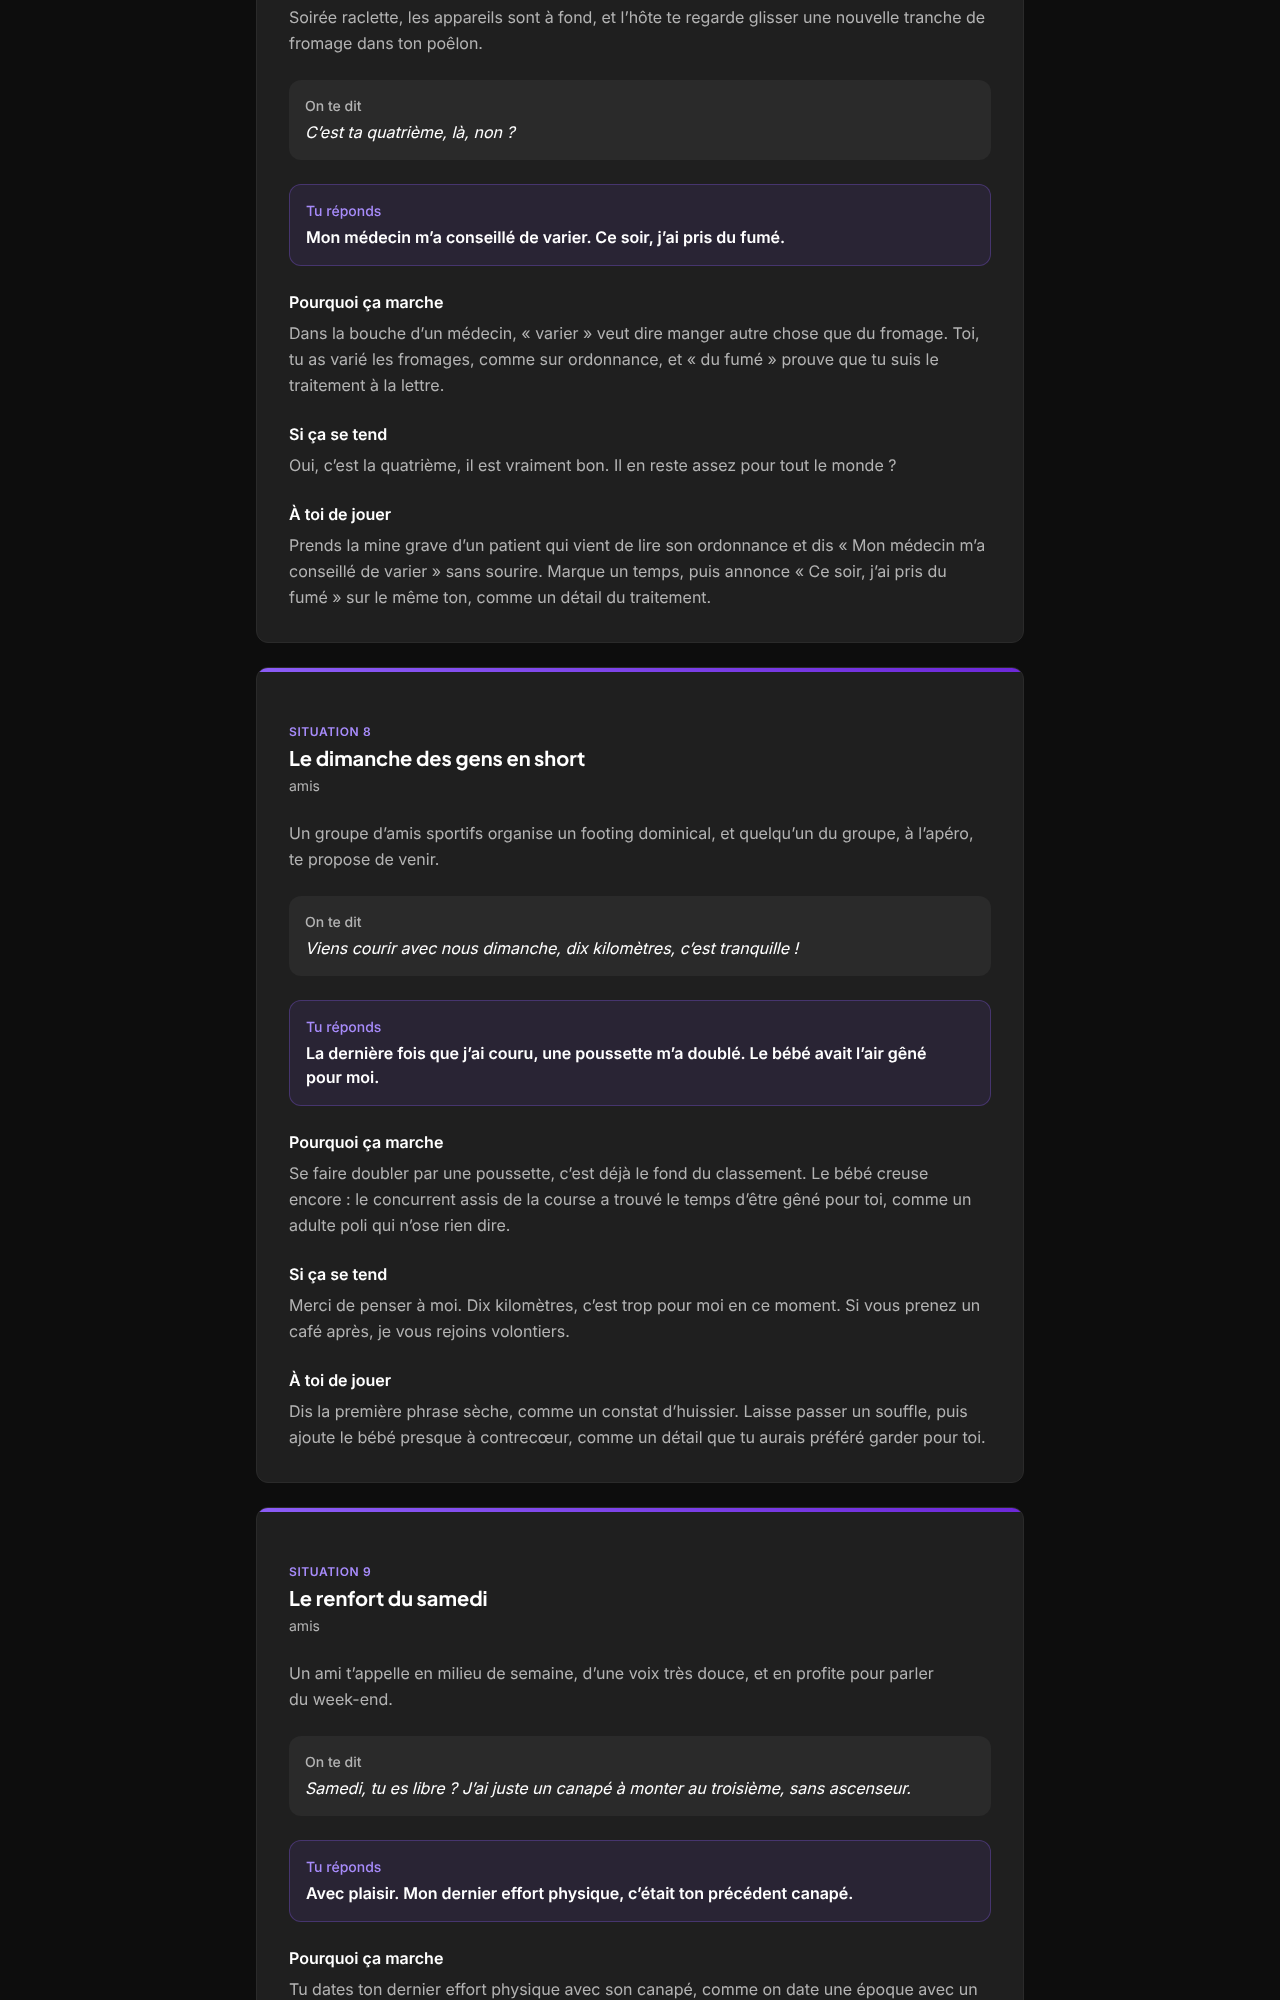 Soirée raclette, les appareils sont à fond, et l’hôte te regarde glisser une nouvelle tranche de
fromage dans ton poêlon.
On te dit
C’est ta quatrième, là, non ?
Tu réponds
Mon médecin m’a conseillé de varier. Ce soir, j’ai pris du fumé.
Pourquoi ça marche
Dans la bouche d’un médecin, « varier » veut dire manger autre chose que du fromage. Toi,
tu as varié les fromages, comme sur ordonnance, et « du fumé » prouve que tu suis le
traitement à la lettre.
Si ça se tend
Oui, c’est la quatrième, il est vraiment bon. Il en reste assez pour tout le monde ?
À toi de jouer
Prends la mine grave d’un patient qui vient de lire son ordonnance et dis « Mon médecin m’a
conseillé de varier » sans sourire. Marque un temps, puis annonce « Ce soir, j’ai pris du
fumé » sur le même ton, comme un détail du traitement.
SITUATION 8
Le dimanche des gens en short
amis
Un groupe d’amis sportifs organise un footing dominical, et quelqu’un du groupe, à l’apéro,
te propose de venir.
On te dit
Viens courir avec nous dimanche, dix kilomètres, c’est tranquille !
Tu réponds
La dernière fois que j’ai couru, une poussette m’a doublé. Le bébé avait l’air gêné
pour moi.
Pourquoi ça marche
Se faire doubler par une poussette, c’est déjà le fond du classement. Le bébé creuse
encore : le concurrent assis de la course a trouvé le temps d’être gêné pour toi, comme un
adulte poli qui n’ose rien dire.
Si ça se tend
Merci de penser à moi. Dix kilomètres, c’est trop pour moi en ce moment. Si vous prenez un
café après, je vous rejoins volontiers.
À toi de jouer
Dis la première phrase sèche, comme un constat d’huissier. Laisse passer un souffle, puis
ajoute le bébé presque à contrecœur, comme un détail que tu aurais préféré garder pour toi.
SITUATION 9
Le renfort du samedi
amis
Un ami t’appelle en milieu de semaine, d’une voix très douce, et en profite pour parler
du week-end.
On te dit
Samedi, tu es libre ? J’ai juste un canapé à monter au troisième, sans ascenseur.
Tu réponds
Avec plaisir. Mon dernier effort physique, c’était ton précédent canapé.
Pourquoi ça marche
Tu dates ton dernier effort physique avec son canapé, comme on date une époque avec un